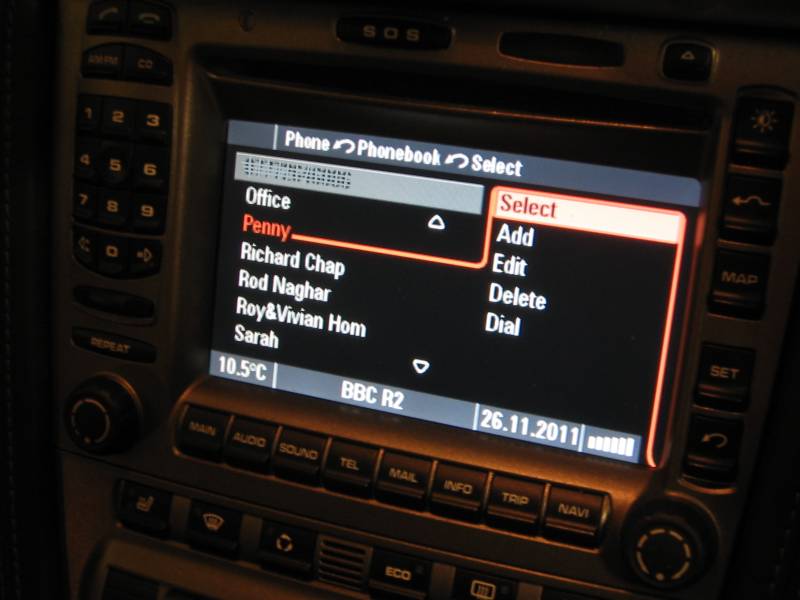 SOS
AM/FM CD
1 2 3
4 5 6
7 8 9
0
REPEAT
Phone Phonebook Select
Office
Penny
Richard Chap
Rod Naghar
Roy&Vivian Hom
Sarah
Select
Add
Edit
Delete
Dial
10.5°C
BBC R2
26.11.2011
MAP
SET
MAIN AUDIO SOUND TEL MAIL INFO TRIP NAVI
ECO